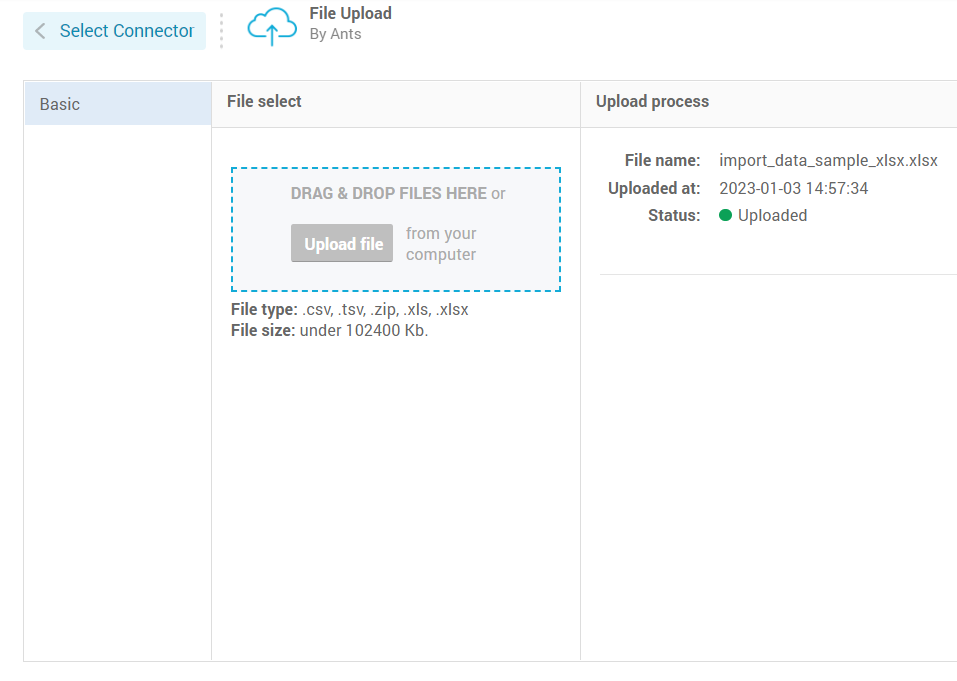 Select Connector
File Upload
By Ants
Basic
File select
DRAG & DROP FILES HERE or
Upload file
from your
computer
File type: .csv, .tsv, .zip, .xls, .xlsx
File size: under 102400 Kb.
Upload process
File name: import_data_sample_xlsx.xlsx
Uploaded at: 2023-01-03 14:57:34
Status: Uploaded